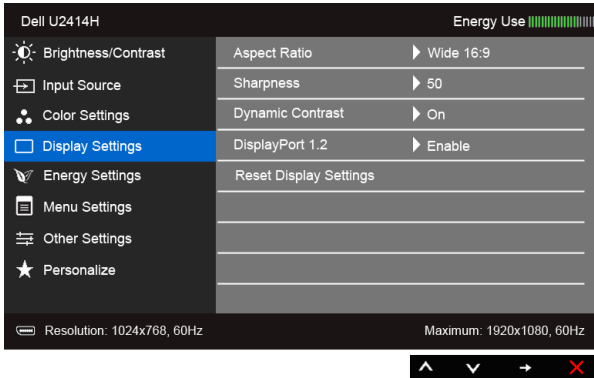 Dell U2414H
Energy Use
Brightness/Contrast
Input Source
Color Settings
Display Settings
Energy Settings
Menu Settings
Other Settings
Personalize
Aspect Ratio
Wide 16:9
Sharpness
50
Dynamic Contrast
On
DisplayPort 1.2
Enable
Reset Display Settings
Resolution: 1024x768, 60Hz
Maximum: 1920x1080, 60Hz